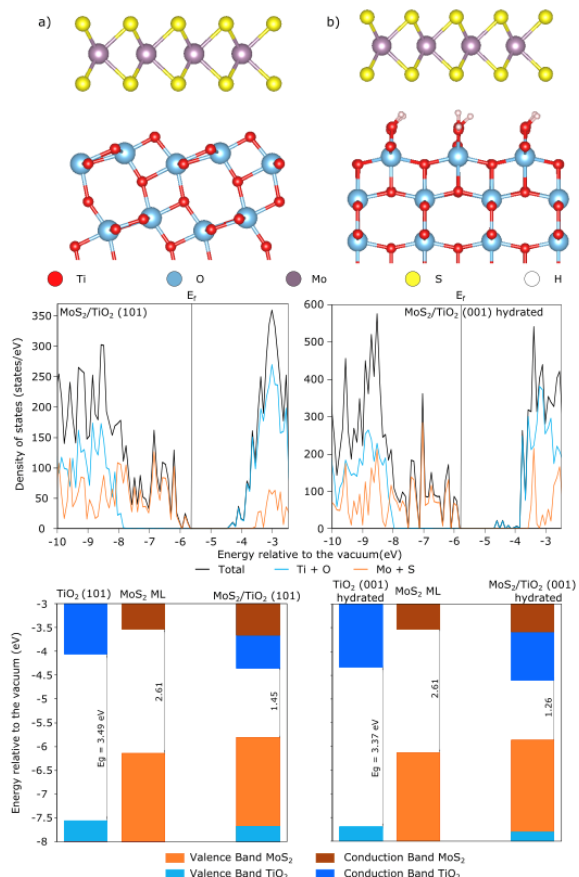 a)
b)
Ti
O
Mo
S
H
E_f
E_f
MoS₂/TiO₂ (101)
MoS₂/TiO₂ (001) hydrated
Density of states (states/eV)
350
300
250
200
150
100
50
0
600
500
400
300
200
100
0
-10 -9 -8 -7 -6 -5 -4 -3
-10 -9 -8 -7 -6 -5 -4 -3
Energy relative to the vacuum(eV)
Total Ti + O Mo + S
TiO₂ (101) MoS₂ ML MoS₂/TiO₂ (101)
TiO₂ (001) hydrated MoS₂ ML MoS₂/TiO₂ (001) hydrated
Energy relative to the vacuum (eV)
-3
-3.5
-4
-4.5
-5
-5.5
-6
-6.5
-7
-7.5
-8
Eg = 3.49 eV
2.61
1.45
Eg = 3.37 eV
2.61
1.26
Valence Band MoS₂ Conduction Band MoS₂
Valence Band TiO₂ Conduction Band TiO₂